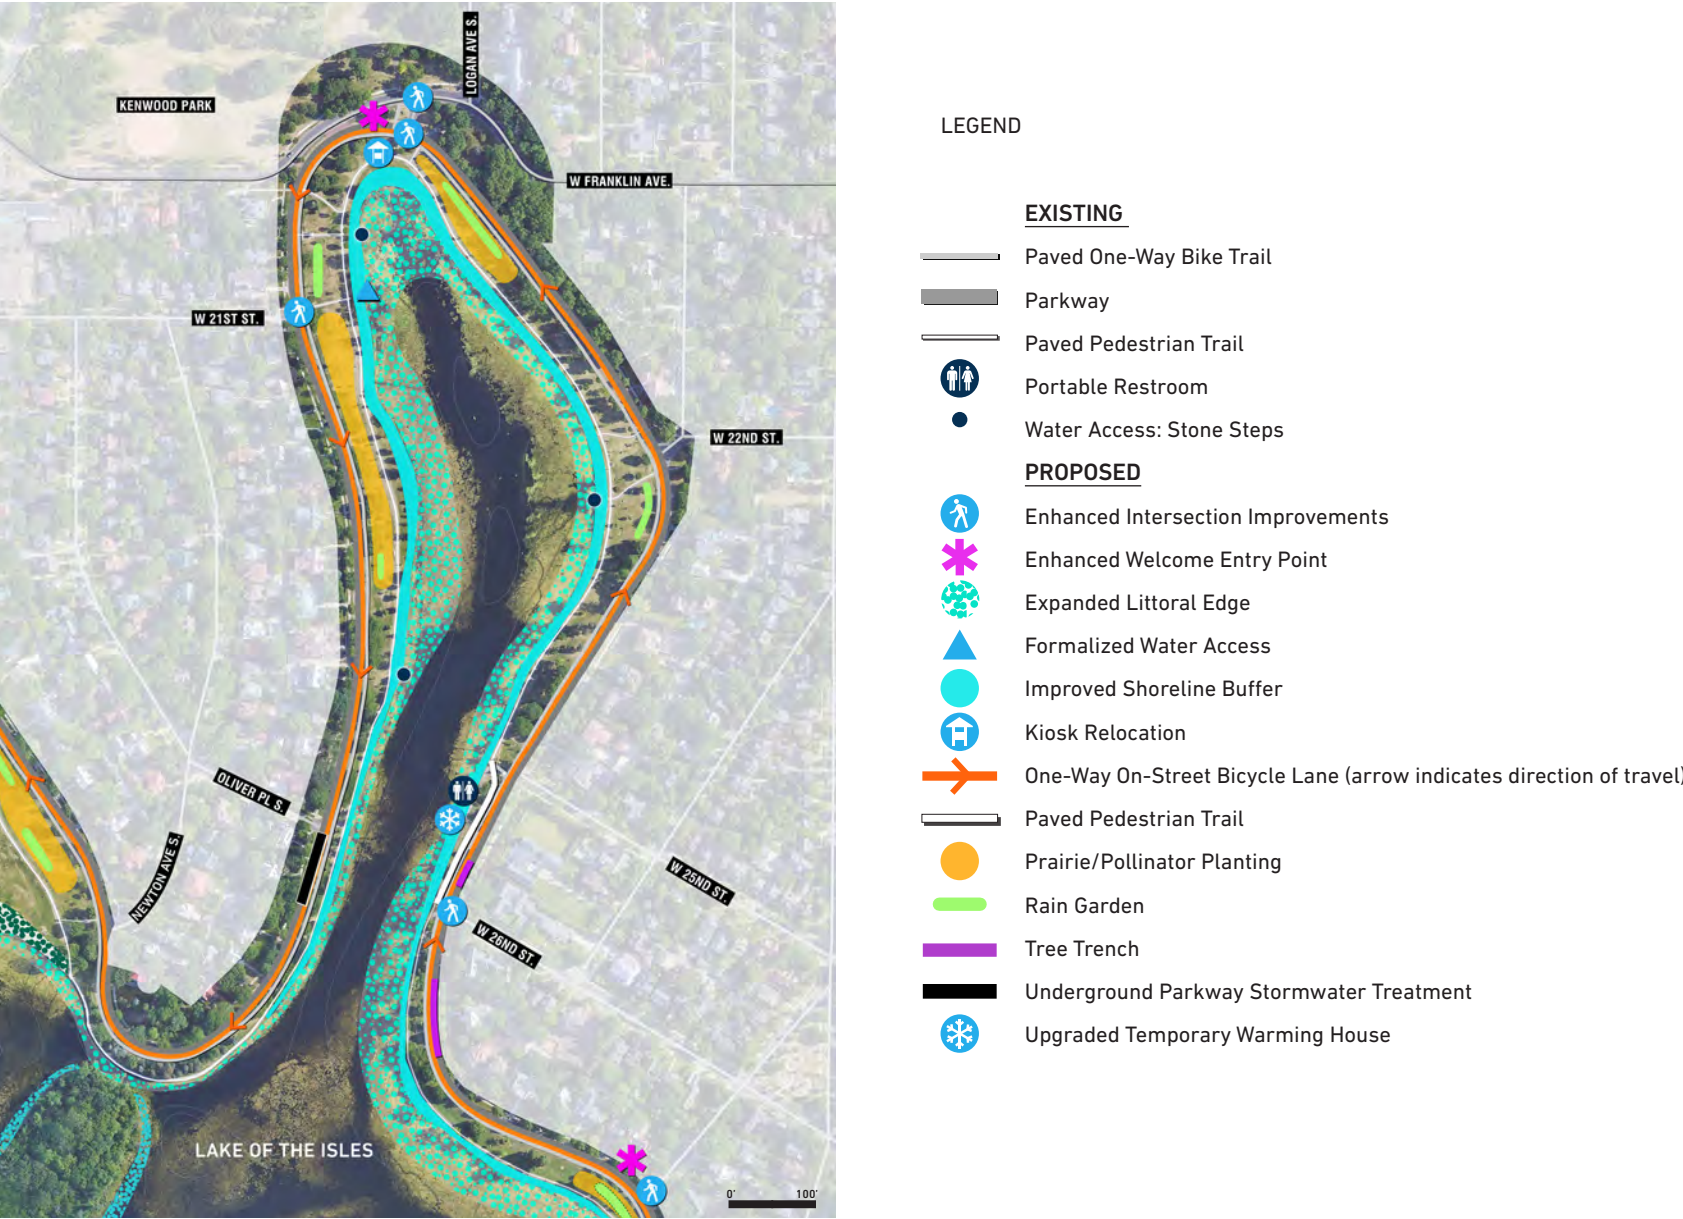 LOGAN AVE S.
KENWOOD PARK
W FRANKLIN AVE.
W 21ST ST.
W 22ND ST.
OLIVER PL S.
NEWTON AVE S.
W 25ND ST.
W 26ND ST.
LAKE OF THE ISLES
0' 100'
LEGEND
EXISTING
Paved One-Way Bike Trail
Parkway
Paved Pedestrian Trail
Portable Restroom
Water Access: Stone Steps
PROPOSED
Enhanced Intersection Improvements
Enhanced Welcome Entry Point
Expanded Littoral Edge
Formalized Water Access
Improved Shoreline Buffer
Kiosk Relocation
One-Way On-Street Bicycle Lane (arrow indicates direction of travel)
Paved Pedestrian Trail
Prairie/Pollinator Planting
Rain Garden
Tree Trench
Underground Parkway Stormwater Treatment
Upgraded Temporary Warming House